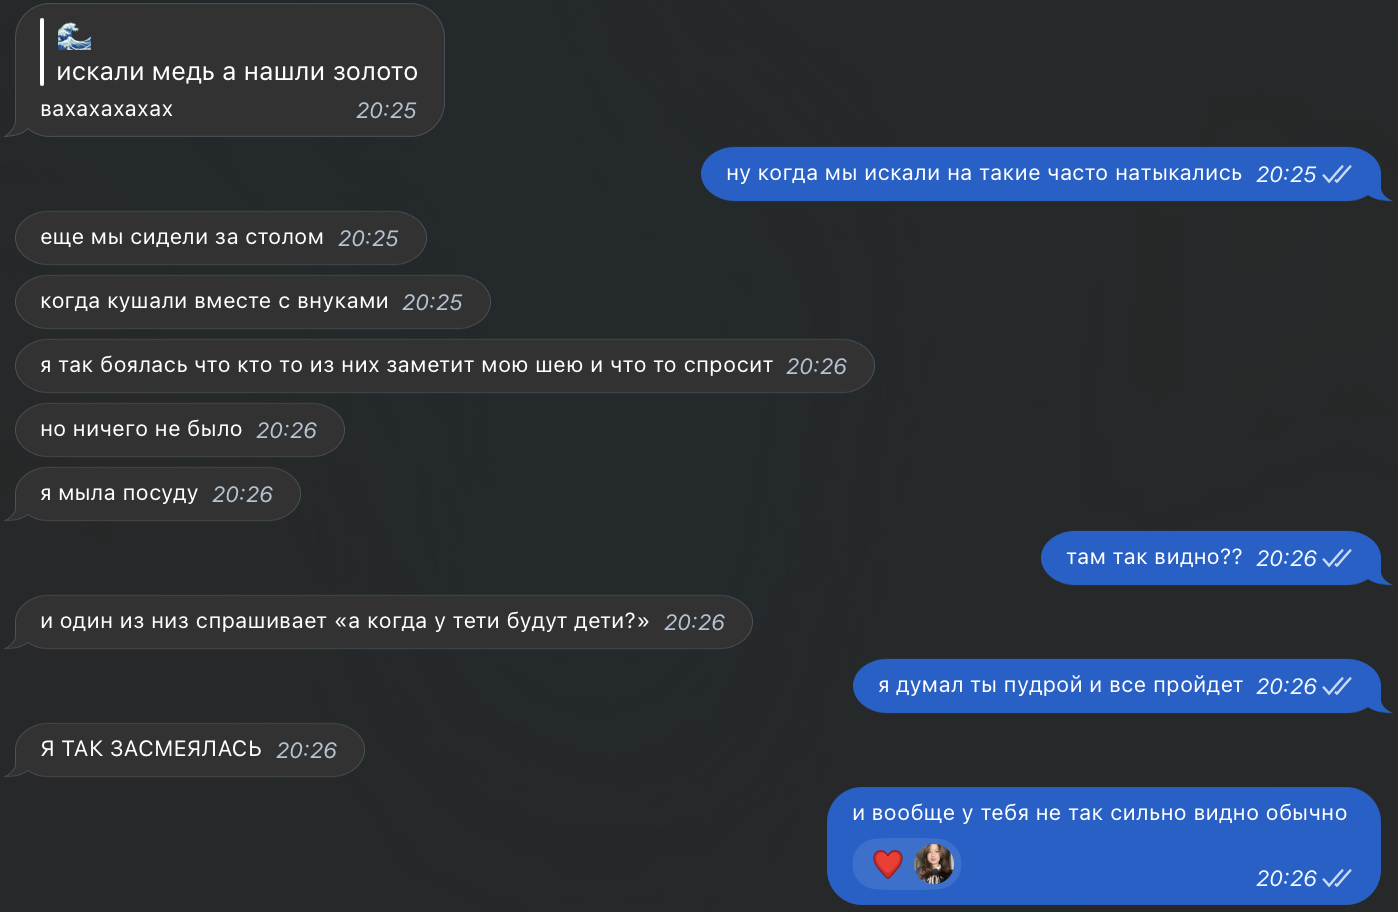 🌊
искали медь а нашли золото
вахахахахах 20:25
ну когда мы искали на такие часто натыкались 20:25
еще мы сидели за столом 20:25
когда кушали вместе с внуками 20:25
я так боялась что кто то из них заметит мою шею и что то спросит 20:26
но ничего не было 20:26
я мыла посуду 20:26
там так видно?? 20:26
и один из низ спрашивает «а когда у тети будут дети?» 20:26
я думал ты пудрой и все пройдет 20:26
Я ТАК ЗАСМЕЯЛАСЬ 20:26
и вообще у тебя не так сильно видно обычно
❤️ 20:26